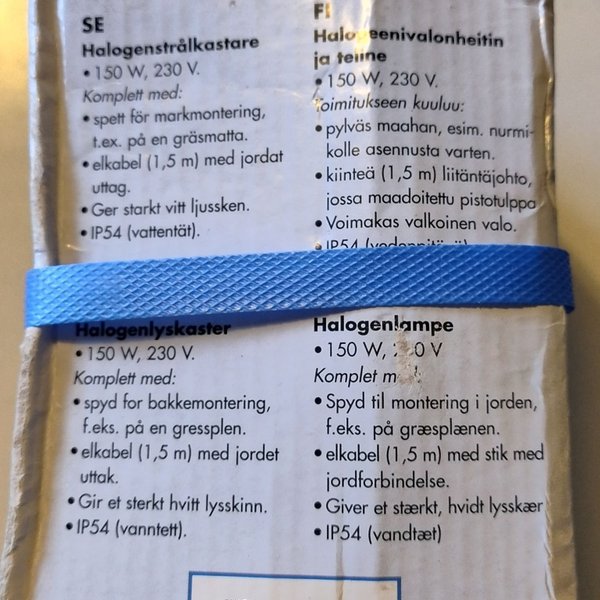 SE
Halogenstrålkastare
• 150 W, 230 V.
Komplett med:
• spett för markmontering,
t.ex. på en gräsmatta.
• elkabel (1,5 m) med jordat
uttag.
• Ger starkt vitt ljussken.
• IP54 (vattentät).
FI
ja teline
• 150 W, 230 V.
kuuluu:
• pylväs maahan, esim. nurmi-
kolle asennusta varten.
• kiinteä (1,5 m) liitäntäjohto,
jossa maadoitettu pistotulppa
• Voimakas valkoinen valo.
• IP54
Halogenlyskaster
• 150 W, 230 V.
Komplett med:
• spyd for bakkemontering,
f.eks. på en gressplen.
• elkabel (1,5 m) med jordet
uttak.
• Gir et sterkt hvitt lysskinn.
• IP54 (vanntett).
Halogenlampe
• 150 W, 0 V
Komplet
• Spyd til montering i jorden,
f.eks. på græsplænen.
• elkabel (1,5 m) med stik med
jordforbindelse.
• Giver et stærkt, hvidt lysskær
• IP54 (vandtæt)